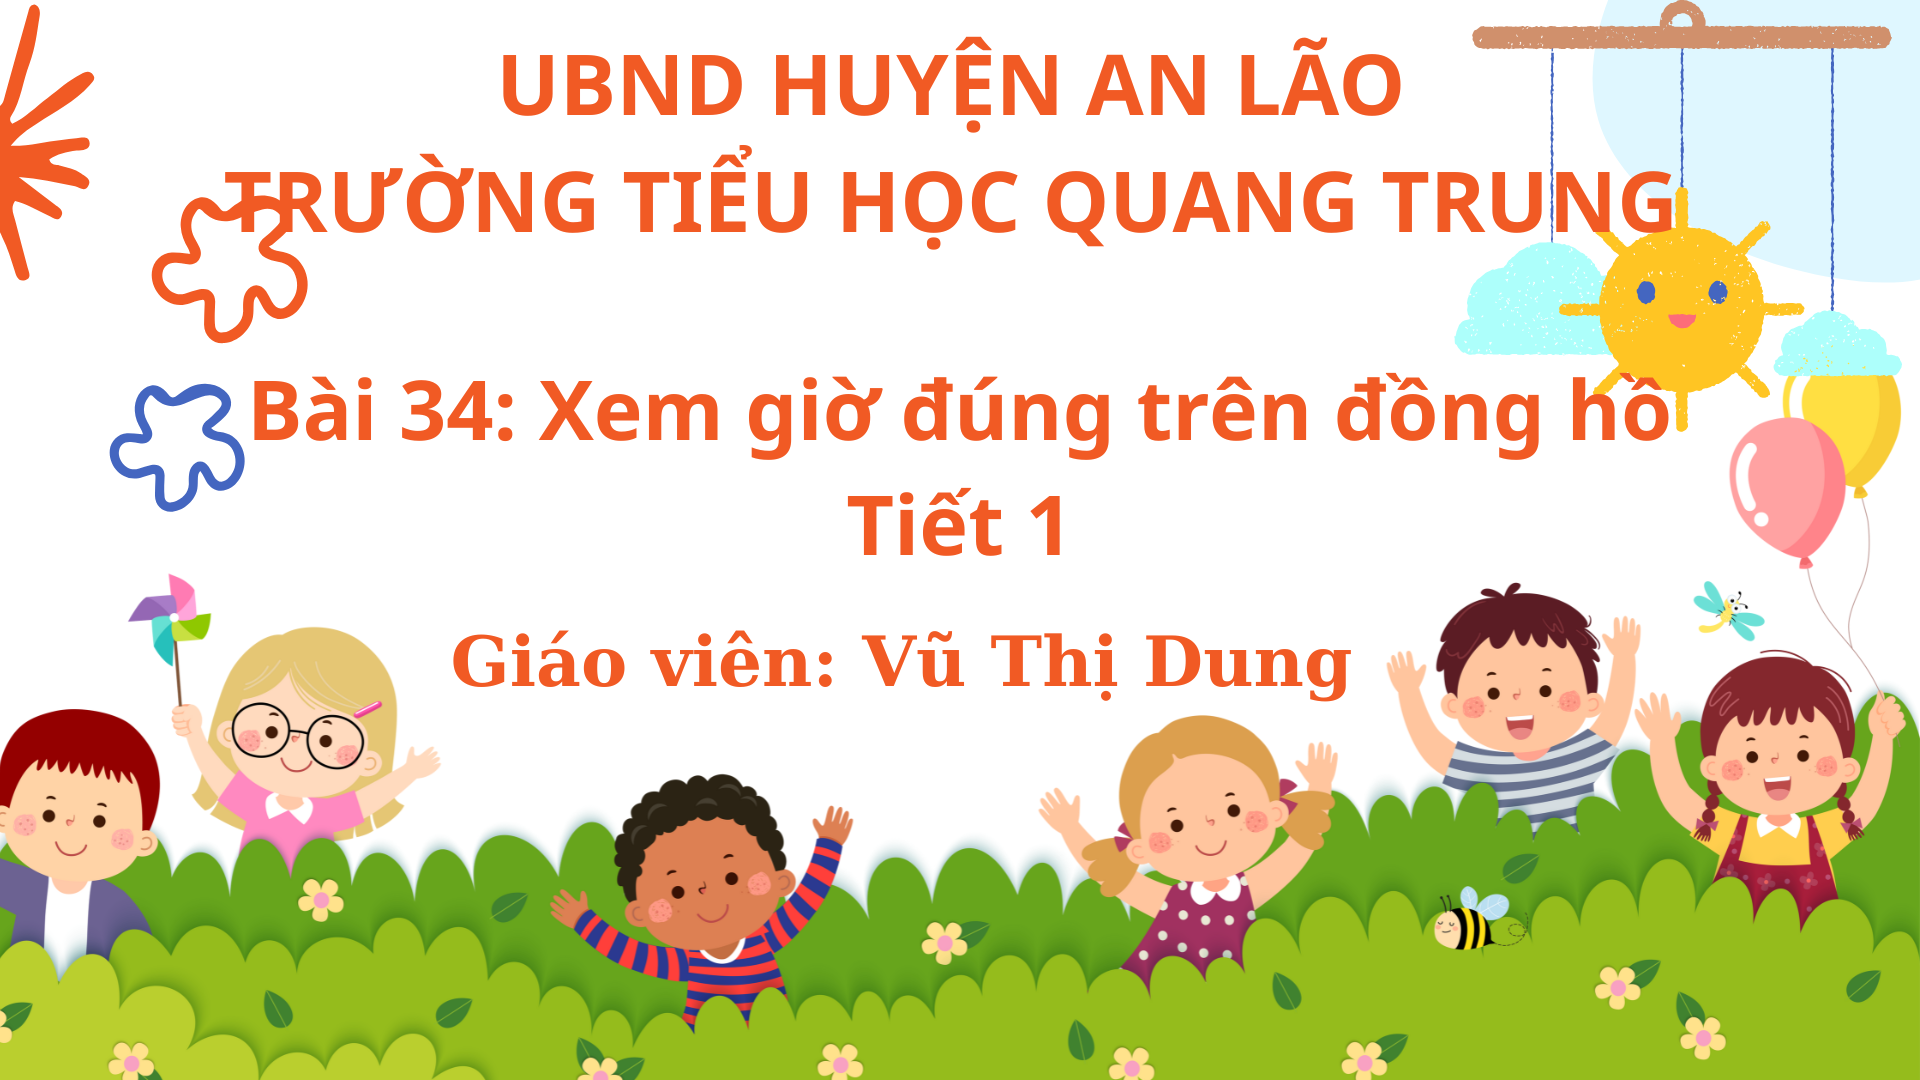 UBND HUYỆN AN LÃO
TRƯỜNG TIỂU HỌC QUANG TRUNG
Bài 34: Xem giờ đúng trên đồng hồ
Tiết 1
Giáo viên: Vũ Thị Dung